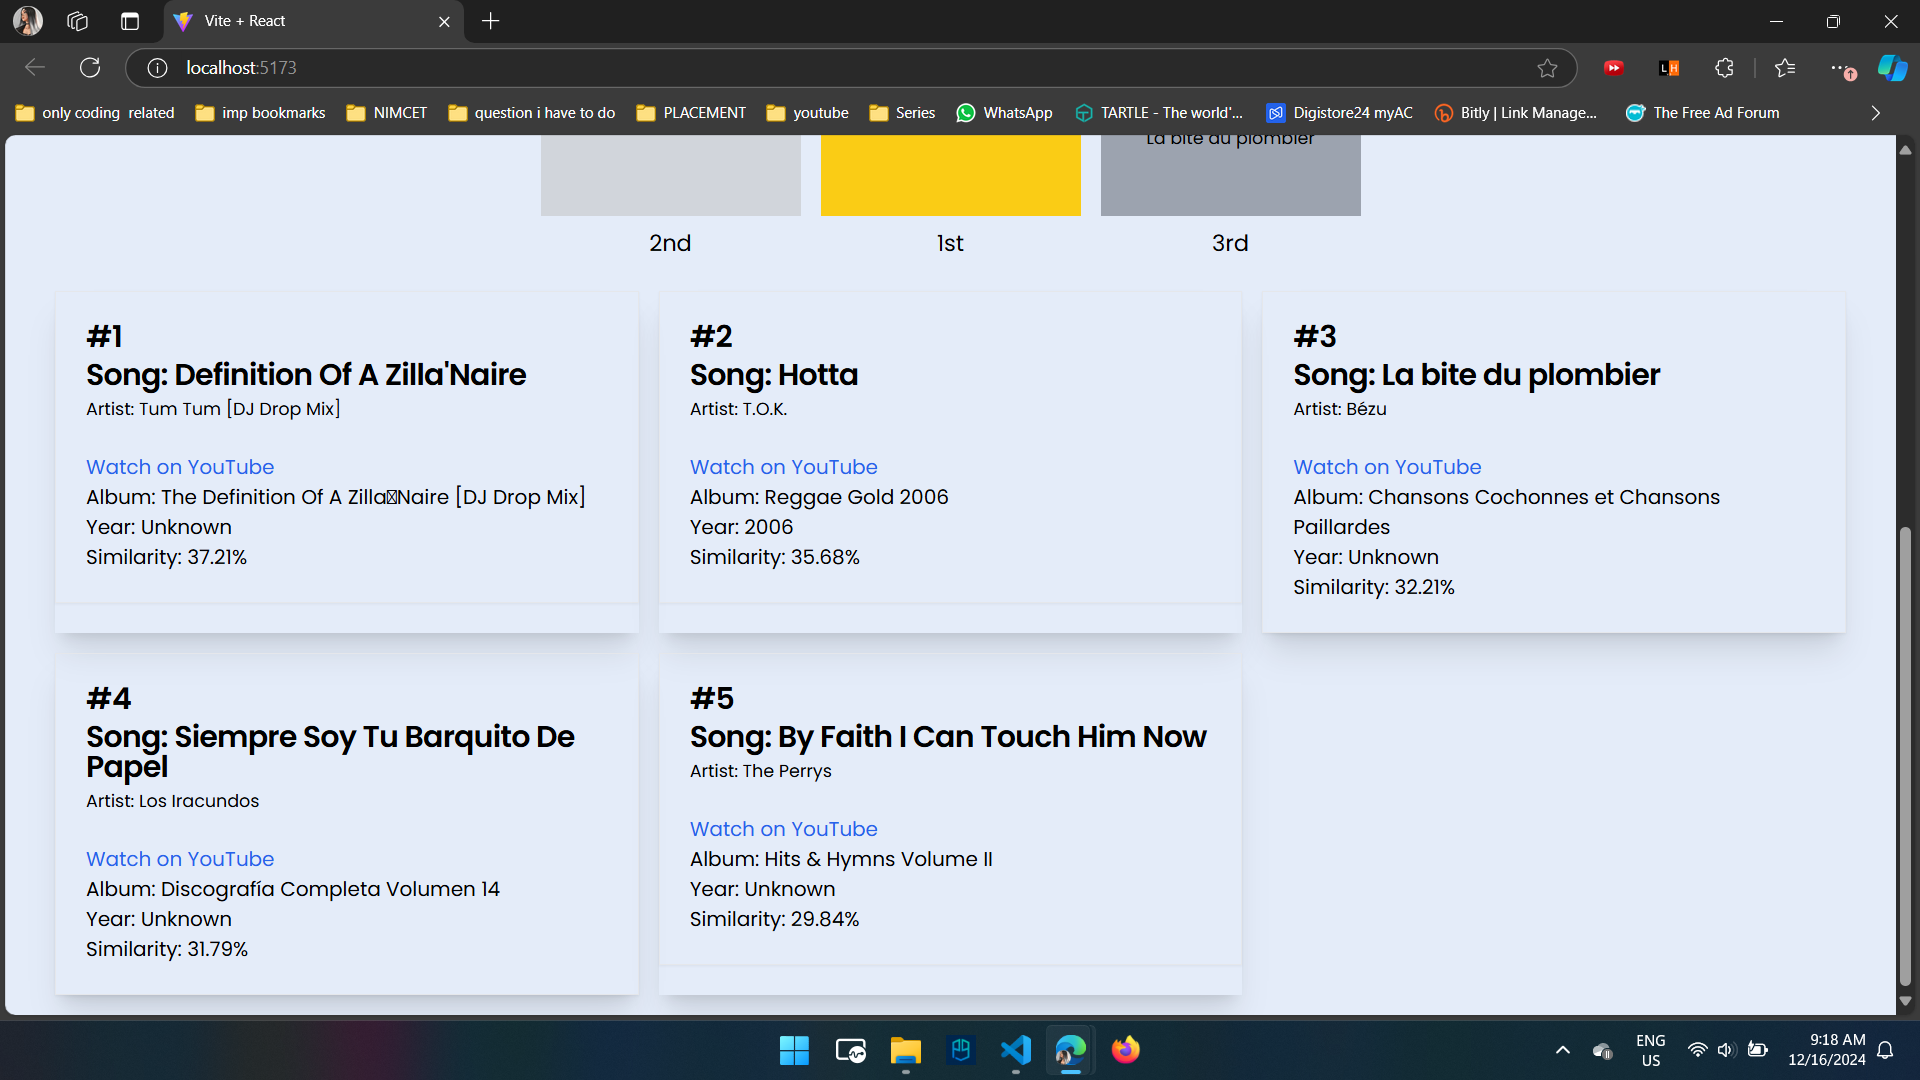 Vite + React
localhost:5173
only coding related
imp bookmarks
NIMCET
question i have to do
PLACEMENT
youtube
Series
WhatsApp
TARTLE - The world'...
Digistore24 myAC
Bitly | Link Manage...
The Free Ad Forum
La bite du plombier
2nd
1st
3rd
#1
Song: Definition Of A Zilla'Naire
Artist: Tum Tum [DJ Drop Mix]
Watch on YouTube
Album: The Definition Of A Zilla Naire [DJ Drop Mix]
Year: Unknown
Similarity: 37.21%
#2
Song: Hotta
Artist: T.O.K.
Watch on YouTube
Album: Reggae Gold 2006
Year: 2006
Similarity: 35.68%
#3
Song: La bite du plombier
Artist: Bézu
Watch on YouTube
Album: Chansons Cochonnes et Chansons
Paillardes
Year: Unknown
Similarity: 32.21%
#4
Song: Siempre Soy Tu Barquito De
Papel
Artist: Los Iracundos
Watch on YouTube
Album: Discografía Completa Volumen 14
Year: Unknown
Similarity: 31.79%
#5
Song: By Faith I Can Touch Him Now
Artist: The Perrys
Watch on YouTube
Album: Hits & Hymns Volume II
Year: Unknown
Similarity: 29.84%
ENG
US
9:18 AM
12/16/2024